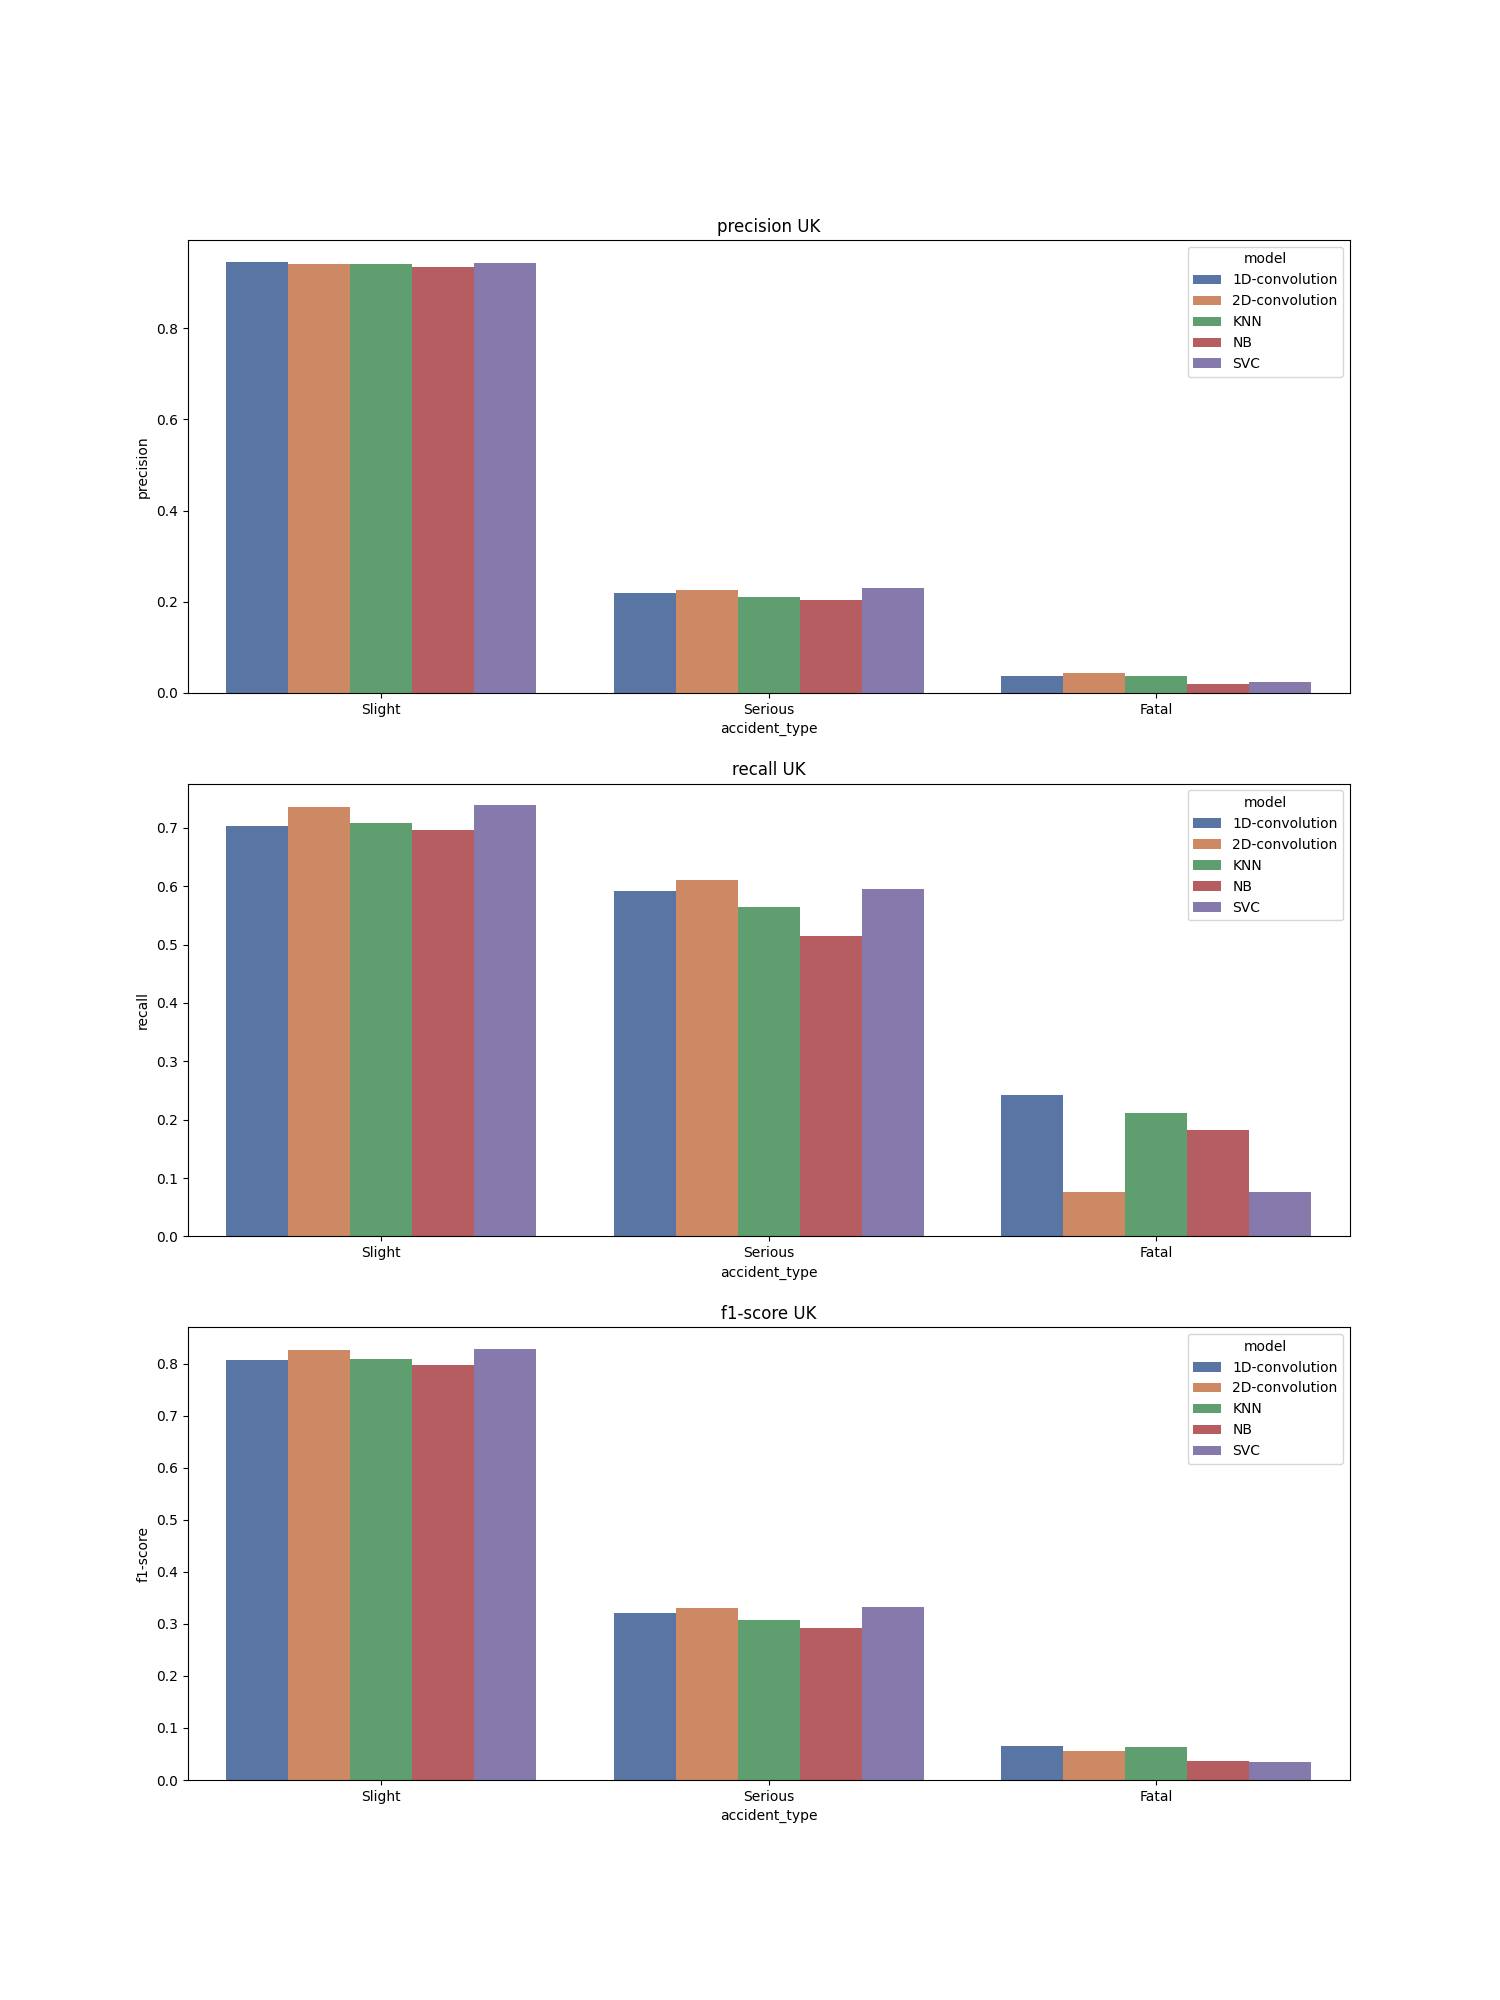 precision UK
model
1D-convolution
2D-convolution
KNN
NB
SVC
0.8
0.6
0.4
0.2
0.0
precision
Slight Serious Fatal
accident_type
recall UK
model
1D-convolution
2D-convolution
KNN
NB
SVC
0.7
0.6
0.5
0.4
0.3
0.2
0.1
0.0
recall
Slight Serious Fatal
accident_type
f1-score UK
model
1D-convolution
2D-convolution
KNN
NB
SVC
0.8
0.7
0.6
0.5
0.4
0.3
0.2
0.1
0.0
f1-score
Slight Serious Fatal
accident_type